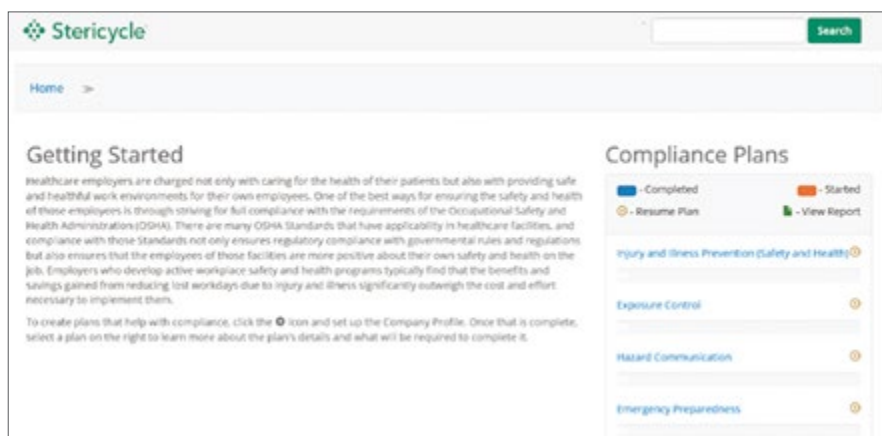 Stericycle
Search
Home >>
Getting Started
Healthcare employers are charged not only with caring for the health of their patients but also with providing safe
and healthful work environments for their own employees. One of the best ways for ensuring the safety and health
of those employees is through striving for full compliance with the requirements of the Occupational Safety and
Health Administration (OSHA). There are many OSHA Standards that have applicability in healthcare facilities, and
compliance with those Standards not only ensures regulatory compliance with governmental rules and regulations
but also ensures that the employees of those facilities are more positive about their own safety and health on the
job. Employers who develop active workplace safety and health programs typically find that the benefits and
savings gained from reducing lost workdays due to injury and illness significantly outweigh the cost and effort
necessary to implement them.
To create plans that help with compliance, click the icon and set up the Company Profile. Once that is complete,
select a plan on the right to learn more about the plan's details and what will be required to complete it.
Compliance Plans
- Completed
- Started
- Resume Plan
- View Report
Injury and Illness Prevention (Safety and Health)
Exposure Control
Hazard Communication
Emergency Preparedness